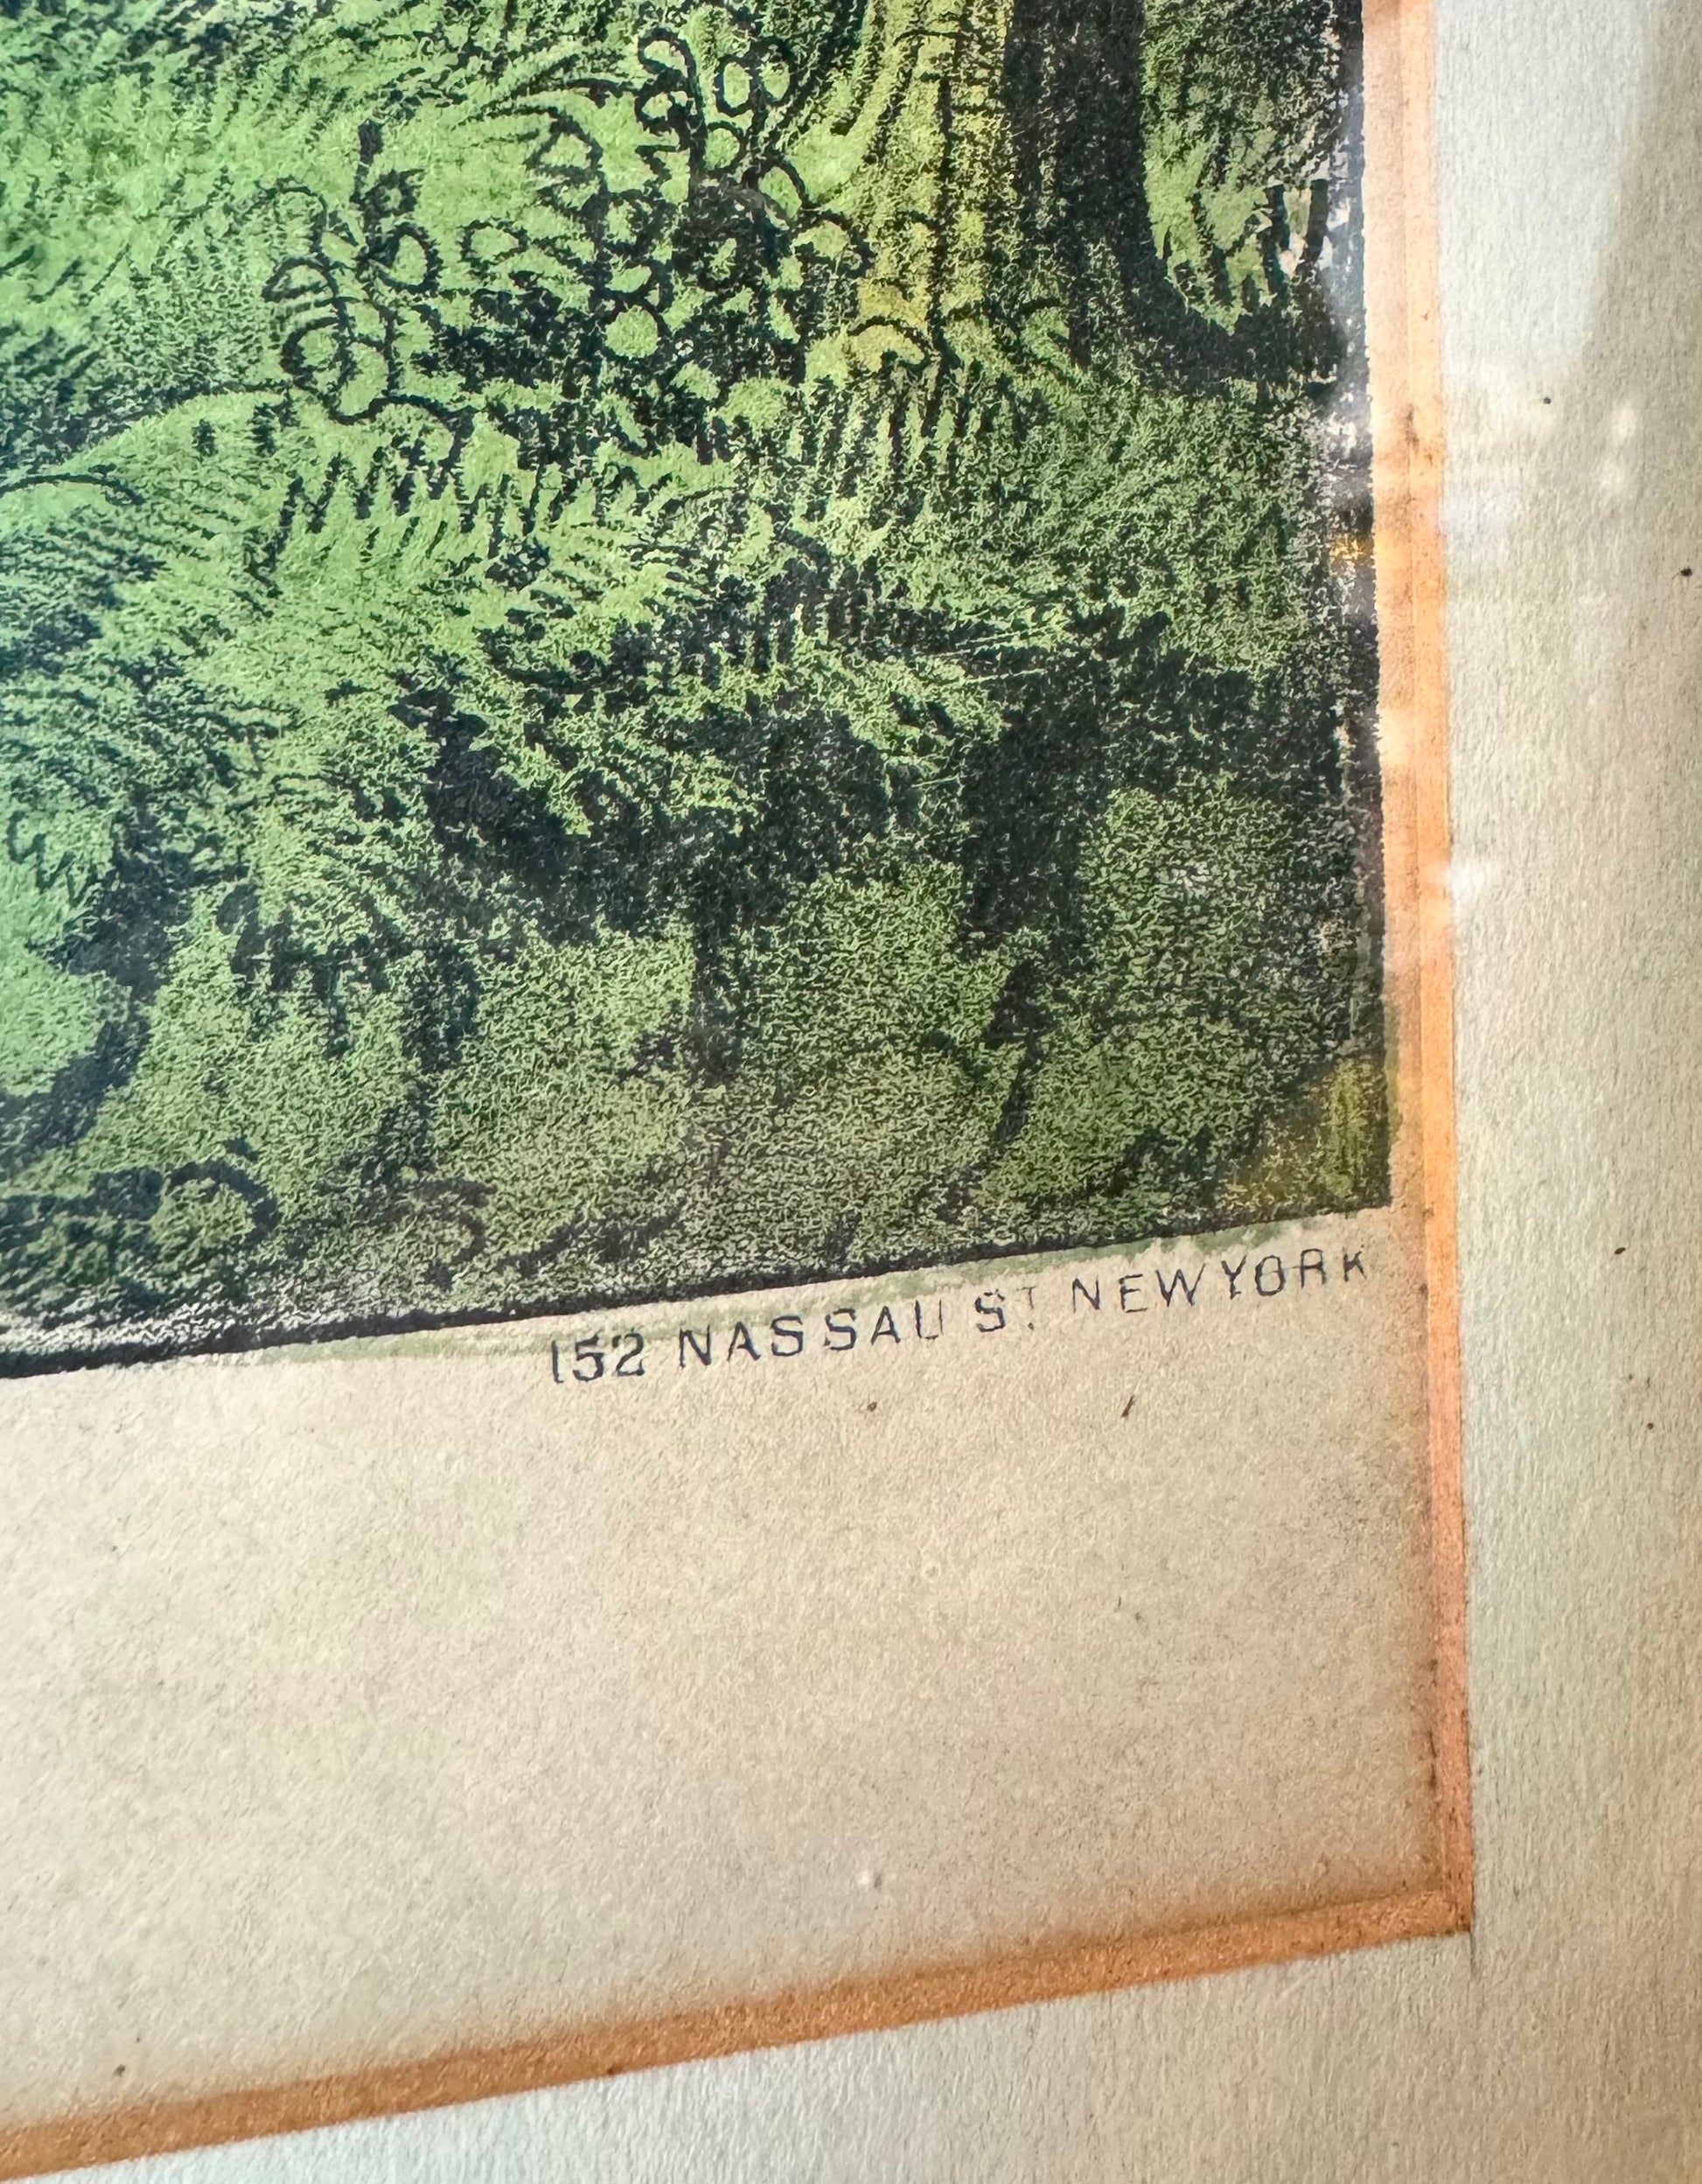 152 NASSAU ST. NEW YORK